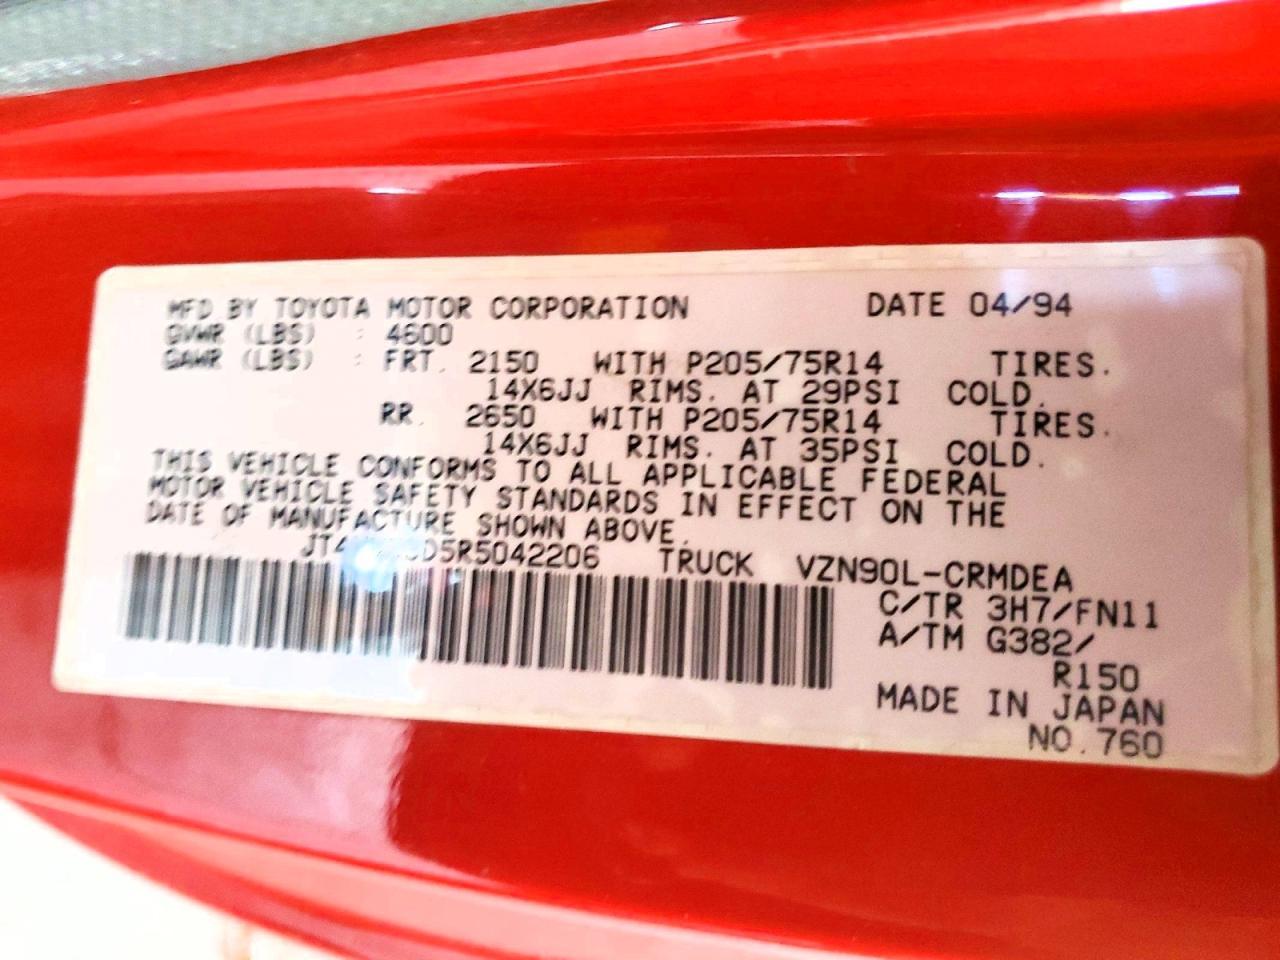 MFD BY TOYOTA MOTOR CORPORATION DATE 04/94
GVWR (LBS) : 4600
GAWR (LBS) : FRT. 2150 WITH P205/75R14 TIRES.
14X6JJ RIMS. AT 29PSI COLD.
RR. 2650 WITH P205/75R14 TIRES.
14X6JJ RIMS. AT 35PSI COLD.
THIS VEHICLE CONFORMS TO ALL APPLICABLE FEDERAL
MOTOR VEHICLE SAFETY STANDARDS IN EFFECT ON THE
DATE OF MANUFACTURE SHOWN ABOVE.
TRUCK VZN90L-CRMDEA
C/TR 3H7/FN11
A/TM G382/
R150
MADE IN JAPAN
NO.760